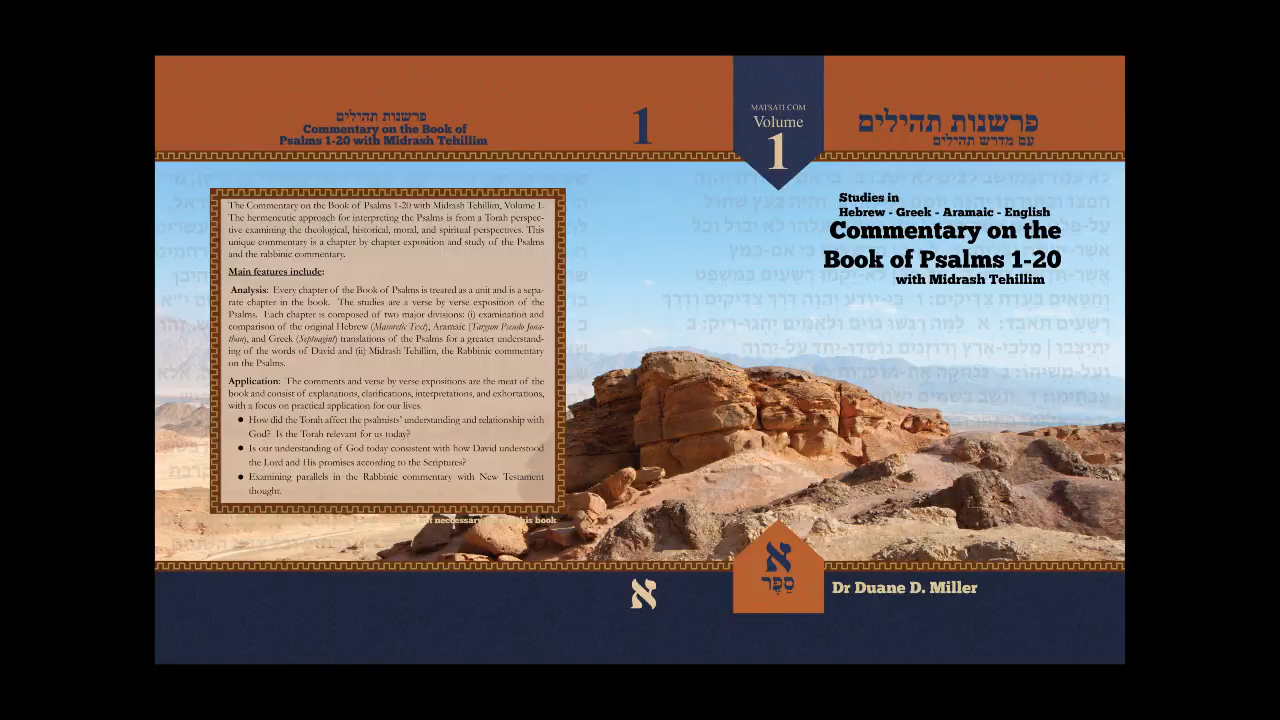 פרשנות תהילים
Commentary on the Book of
Psalms 1-20 with Midrash Tehillim
The Commentary on the Book of Psalms 1-20 with Midrash Tehillim, Volume 1.
The hermeneutic approach for interpreting the Psalms is from a Torah perspec-
tive examining the theological, historical, moral, and spiritual perspectives. This
unique commentary is a chapter by chapter exposition and study of the Psalms
and the rabbinic commentary.
Main features include:
Analysis: Every chapter of the Book of Psalms is treated as a unit and is a sepa-
rate chapter in the book. The studies are a verse by verse exposition of the
Psalms. Each chapter is composed of two major divisions: (i) examination and
comparison of the original Hebrew (Masoretic Text), Aramaic (Targum Pseudo Jona-
than), and Greek (Septuagint) translations of the Psalms for a greater understand-
ing of the words of David and (ii) Midrash Tehillim, the Rabbinic commentary
on the Psalms.
Application: The comments and verse by verse expositions are the meat of the
book and consist of explanations, clarifications, interpretations, and exhortations,
with a focus on practical application for our lives.
● How did the Torah affect the psalmists' understanding and relationship with
God? Is the Torah relevant for us today?
● Is our understanding of God today consistent with how David understood
the Lord and His promises according to the Scriptures?
● Examining parallels in the Rabbinic commentary with New Testament
thought.
this book
1
א
MATSATI.COM
Volume
1
פרשנות תהילים
עם מדרש תהילים
Studies in
Hebrew - Greek - Aramaic - English
Commentary on the
Book of Psalms 1-20
with Midrash Tehillim
א
סֵפֶר
Dr Duane D. Miller